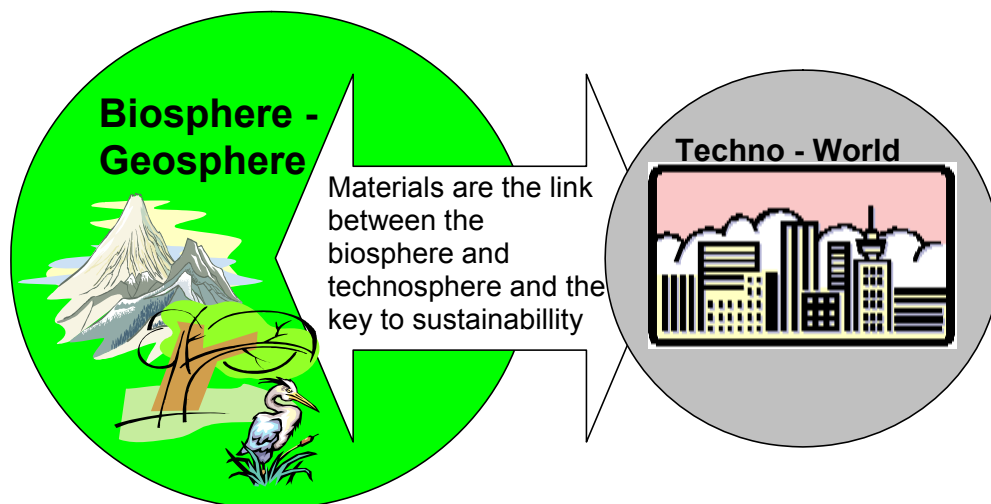 Biosphere -
Geosphere
Materials are the link
between the
biosphere and
technosphere and the
key to sustainabillity
Techno - World